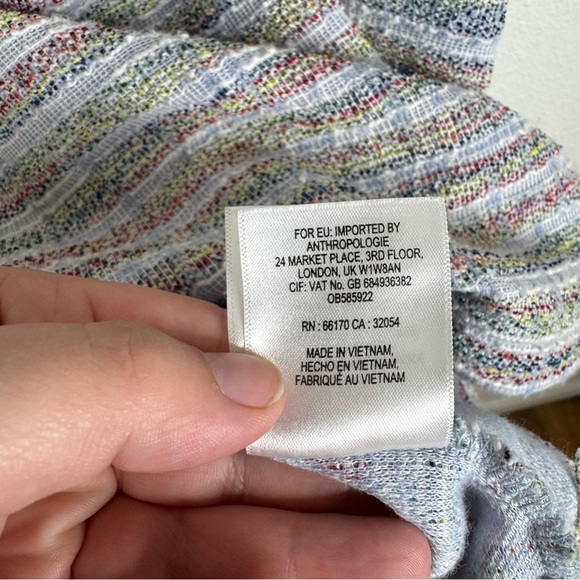 FOR EU: IMPORTED BY
ANTHROPOLOGIE
24 MARKET PLACE, 3RD FLOOR,
LONDON, UK W1W8AN
CIF: VAT No. GB 684936382
OB585922
RN : 66170 CA : 32054
MADE IN VIETNAM,
HECHO EN VIETNAM,
FABRIQUÉ AU VIETNAM